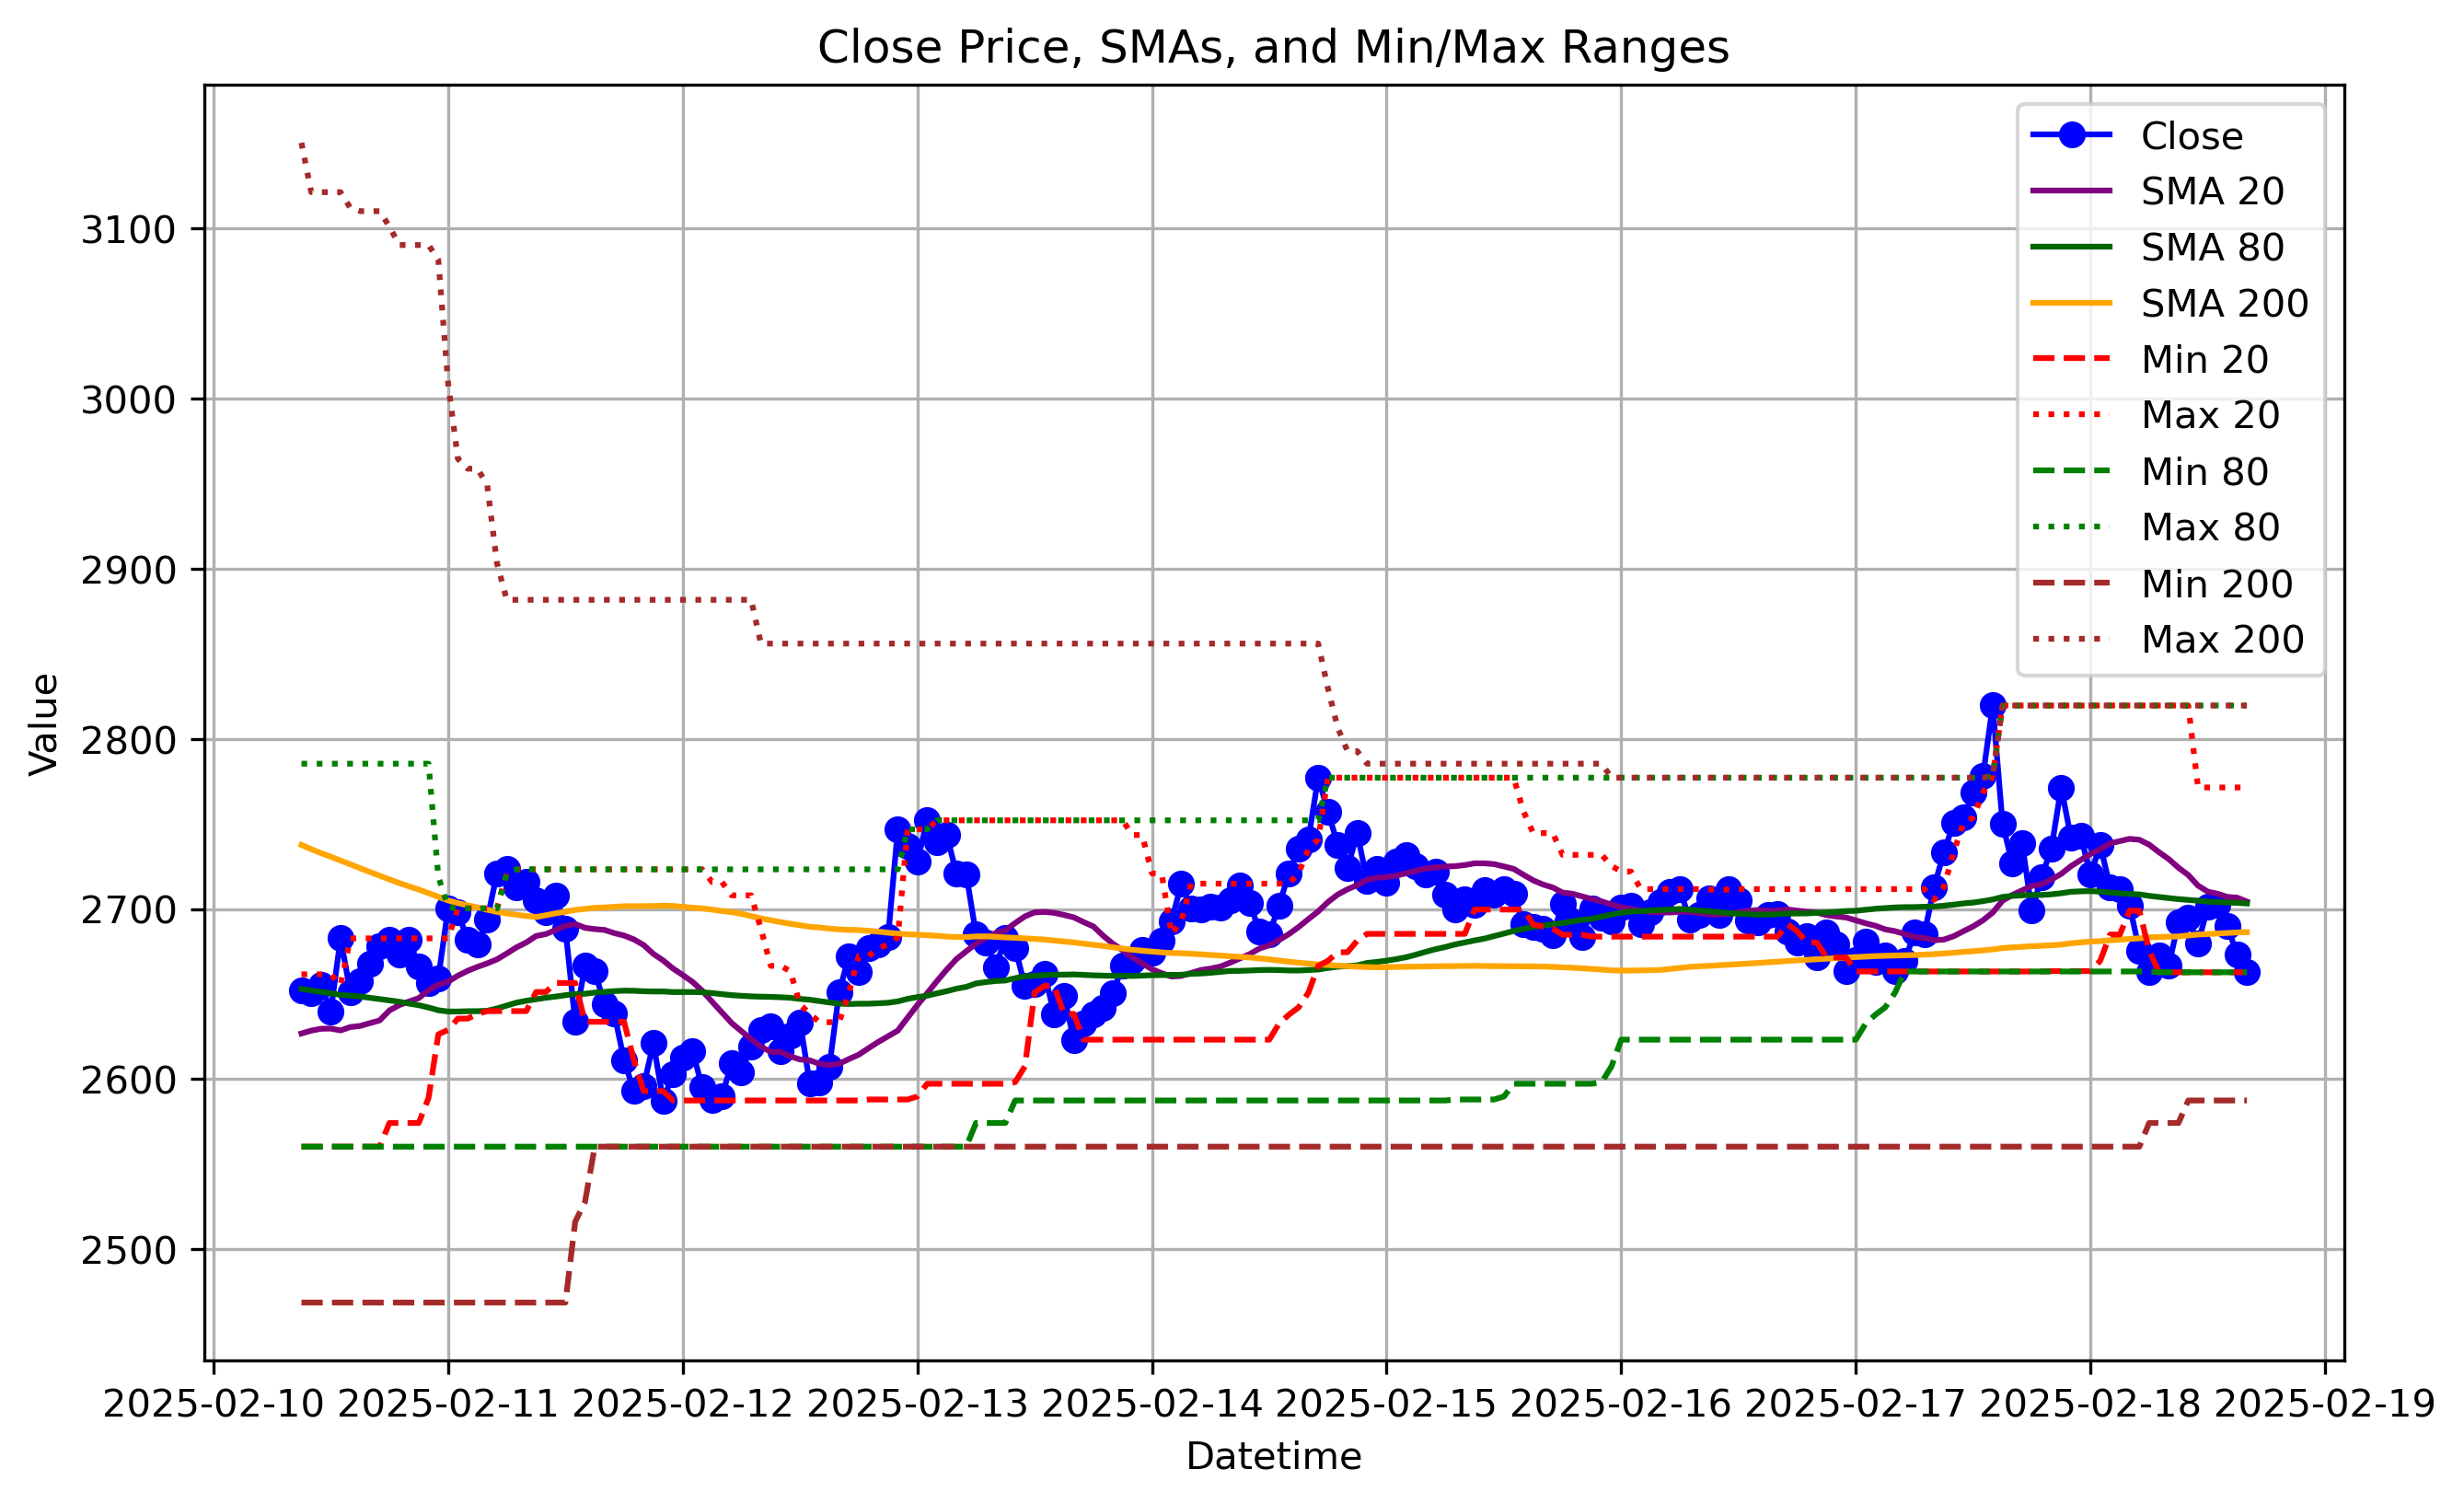 Close Price, SMAs, and Min/Max Ranges
Close
SMA 20
SMA 80
SMA 200
Min 20
Max 20
Min 80
Max 80
Min 200
Max 200
3100
3000
2900
2800
2700
2600
2500
Value
2025-02-10 2025-02-11 2025-02-12 2025-02-13 2025-02-14 2025-02-15 2025-02-16 2025-02-17 2025-02-18 2025-02-19
Datetime